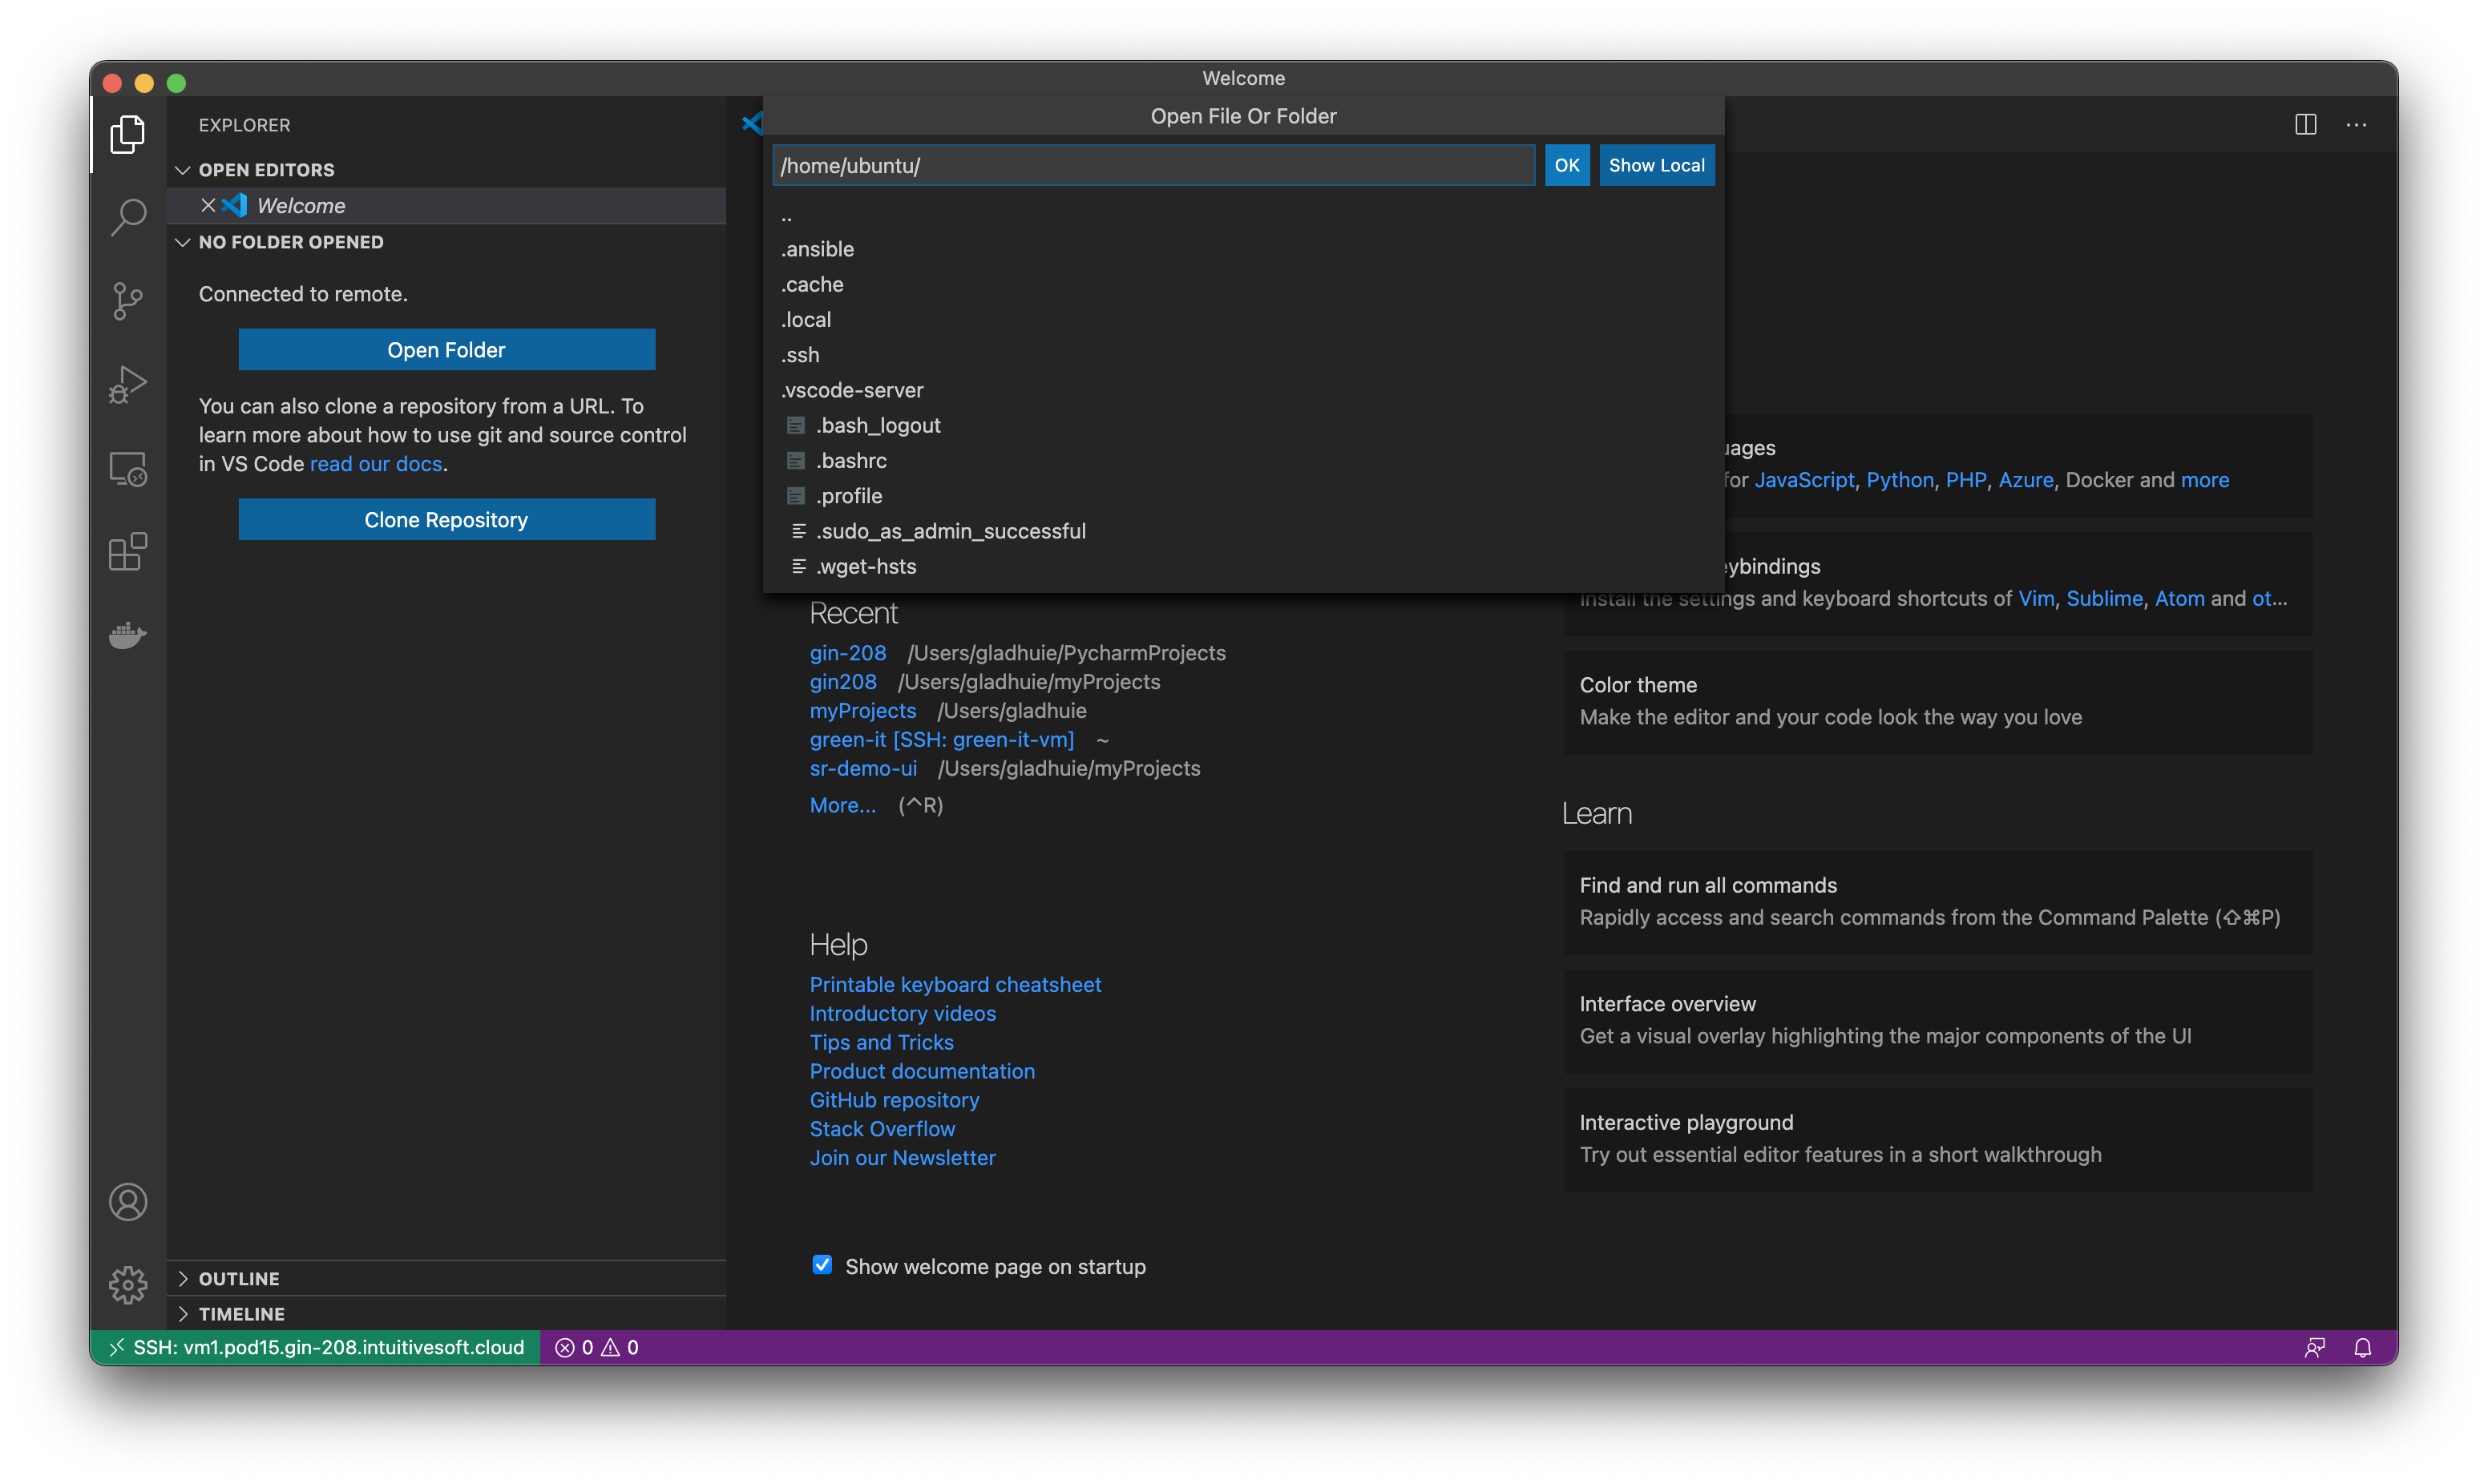 Welcome
EXPLORER
OPEN EDITORS
Welcome
NO FOLDER OPENED
Connected to remote.
Open Folder
You can also clone a repository from a URL. To
learn more about how to use git and source control
in VS Code read our docs.
Clone Repository
OUTLINE
TIMELINE
Open File Or Folder
/home/ubuntu/
OK
Show Local
..
.ansible
.cache
.local
.ssh
.vscode-server
.bash_logout
.bashrc
.profile
.sudo_as_admin_successful
.wget-hsts
Recent
gin-208 /Users/gladhuie/PycharmProjects
gin208 /Users/gladhuie/myProjects
myProjects /Users/gladhuie
green-it [SSH: green-it-vm] ~
sr-demo-ui /Users/gladhuie/myProjects
More... (^R)
Help
Printable keyboard cheatsheet
Introductory videos
Tips and Tricks
Product documentation
GitHub repository
Stack Overflow
Join our Newsletter
Show welcome page on startup
for JavaScript, Python, PHP, Azure, Docker and more
Install the settings and keyboard shortcuts of Vim, Sublime, Atom and ot...
Color theme
Make the editor and your code look the way you love
Learn
Find and run all commands
Rapidly access and search commands from the Command Palette (⇧⌘P)
Interface overview
Get a visual overlay highlighting the major components of the UI
Interactive playground
Try out essential editor features in a short walkthrough
SSH: vm1.pod15.gin-208.intuitivesoft.cloud
0
0